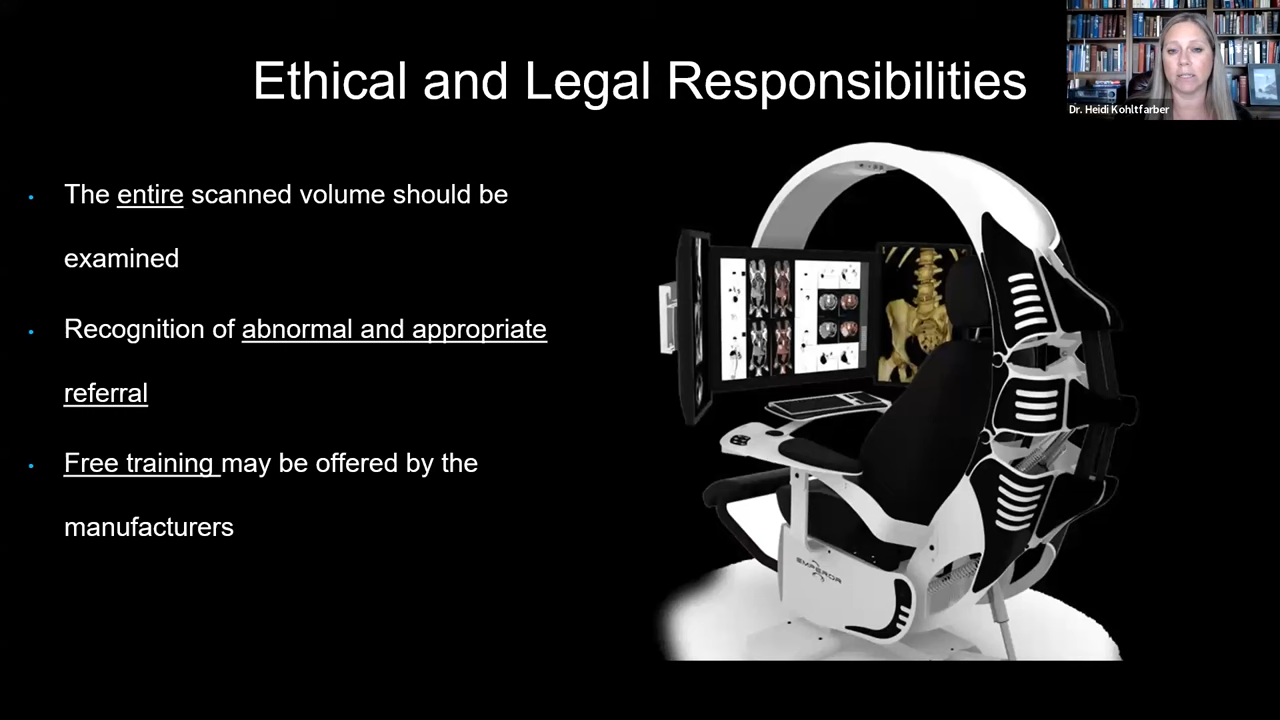 Ethical and Legal Responsibilities
Dr. Heidi Kohltfarber
The entire scanned volume should be
examined
Recognition of abnormal and appropriate
referral
Free training may be offered by the
manufacturers
EMPEROR